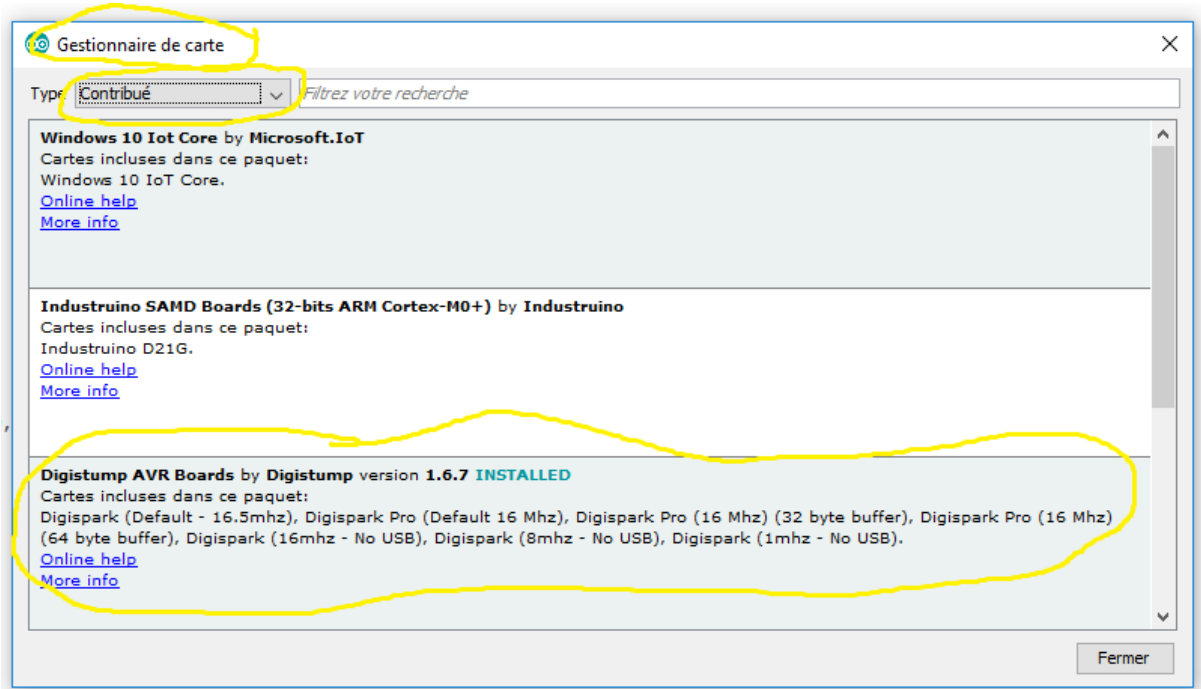 Gestionnaire de carte
Type Contribué Filtrez votre recherche
Windows 10 Iot Core by Microsoft.IoT
Cartes incluses dans ce paquet:
Windows 10 IoT Core.
Online help
More info
Industruino SAMD Boards (32-bits ARM Cortex-M0+) by Industruino
Cartes incluses dans ce paquet:
Industruino D21G.
Online help
More info
Digistump AVR Boards by Digistump version 1.6.7 INSTALLED
Cartes incluses dans ce paquet:
Digispark (Default - 16.5mhz), Digispark Pro (Default 16 Mhz), Digispark Pro (16 Mhz) (32 byte buffer), Digispark Pro (16 Mhz)
(64 byte buffer), Digispark (16mhz - No USB), Digispark (8mhz - No USB), Digispark (1mhz - No USB).
Online help
More info
Fermer